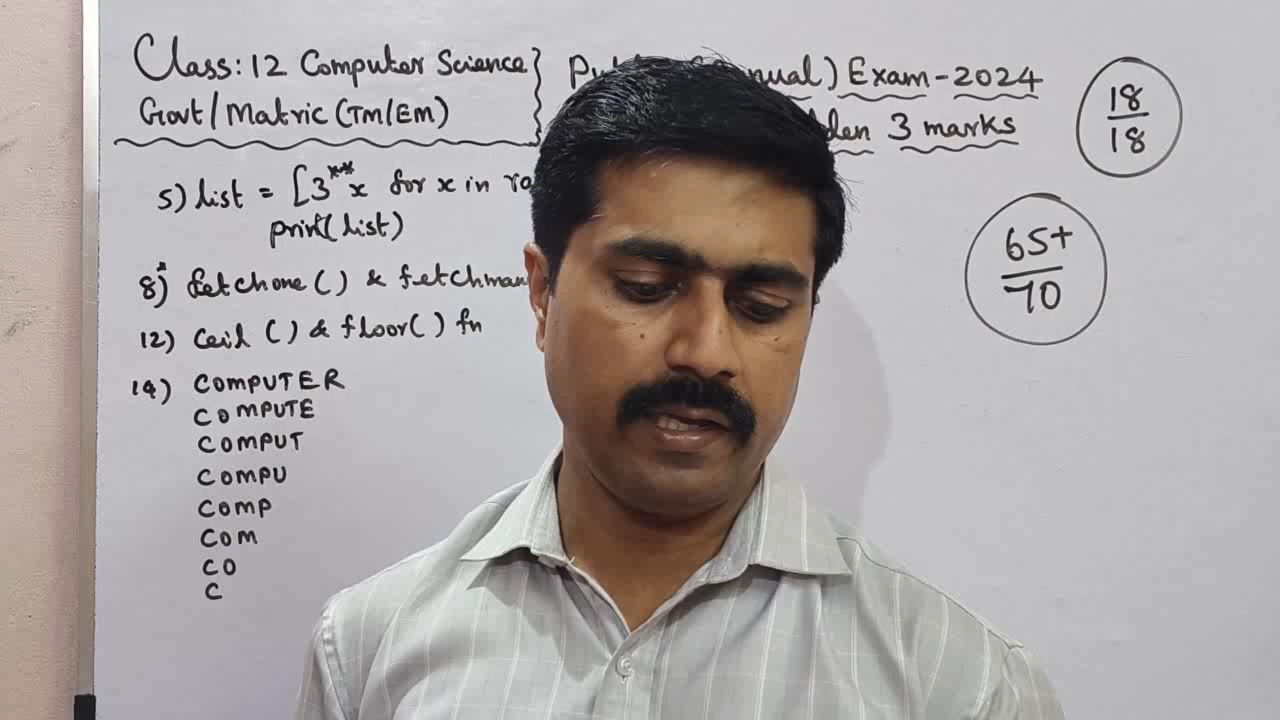 Class: 12 Computer Science
Govt/Matric (TM/EM)
Exam - 2024
3 marks
18
18
65+
70
5) list = [3**x for x in
print(list)
8)* fetchone() &
12) Ceil () & floor() fn
14) COMPUTER
COMPUTE
COMPUT
COMPU
COMP
COM
CO
C